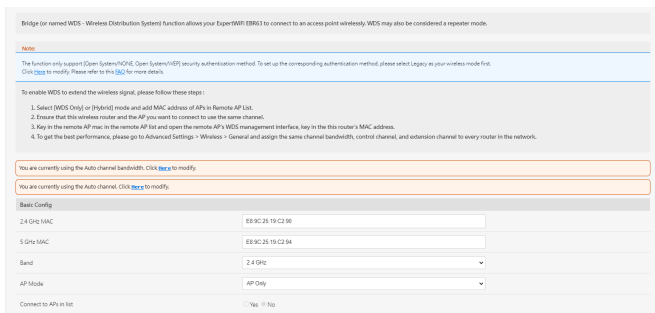 Bridge (or named WDS - Wireless Distribution System) function allows your ExpertWiFi EBR63 to connect to an access point wirelessly. WDS may also be considered a repeater mode.
Note:
The function only support [Open System/NONE, Open System/WEP] security authentication method. To set up the corresponding authentication method, please select Legacy as your wireless mode first.
Click Here to modify. Please refer to this FAQ for more details.
To enable WDS to extend the wireless signal, please follow these steps :
1. Select [WDS Only] or [Hybrid] mode and add MAC address of APs in Remote AP List.
2. Ensure that this wireless router and the AP you want to connect to use the same channel.
3. Key in the remote AP mac in the remote AP list and open the remote AP's WDS management interface, key in the this router's MAC address.
4. To get the best performance, please go to Advanced Settings > Wireless > General and assign the same channel bandwidth, control channel, and extension channel to every router in the network.
You are currently using the Auto channel bandwidth. Click Here to modify.
You are currently using the Auto channel. Click Here to modify.
Basic Config
2.4 GHz MAC E8:9C:25:19:C2:90
5 GHz MAC E8:9C:25:19:C2:94
Band 2.4 GHz
AP Mode AP Only
Connect to APs in list Yes No